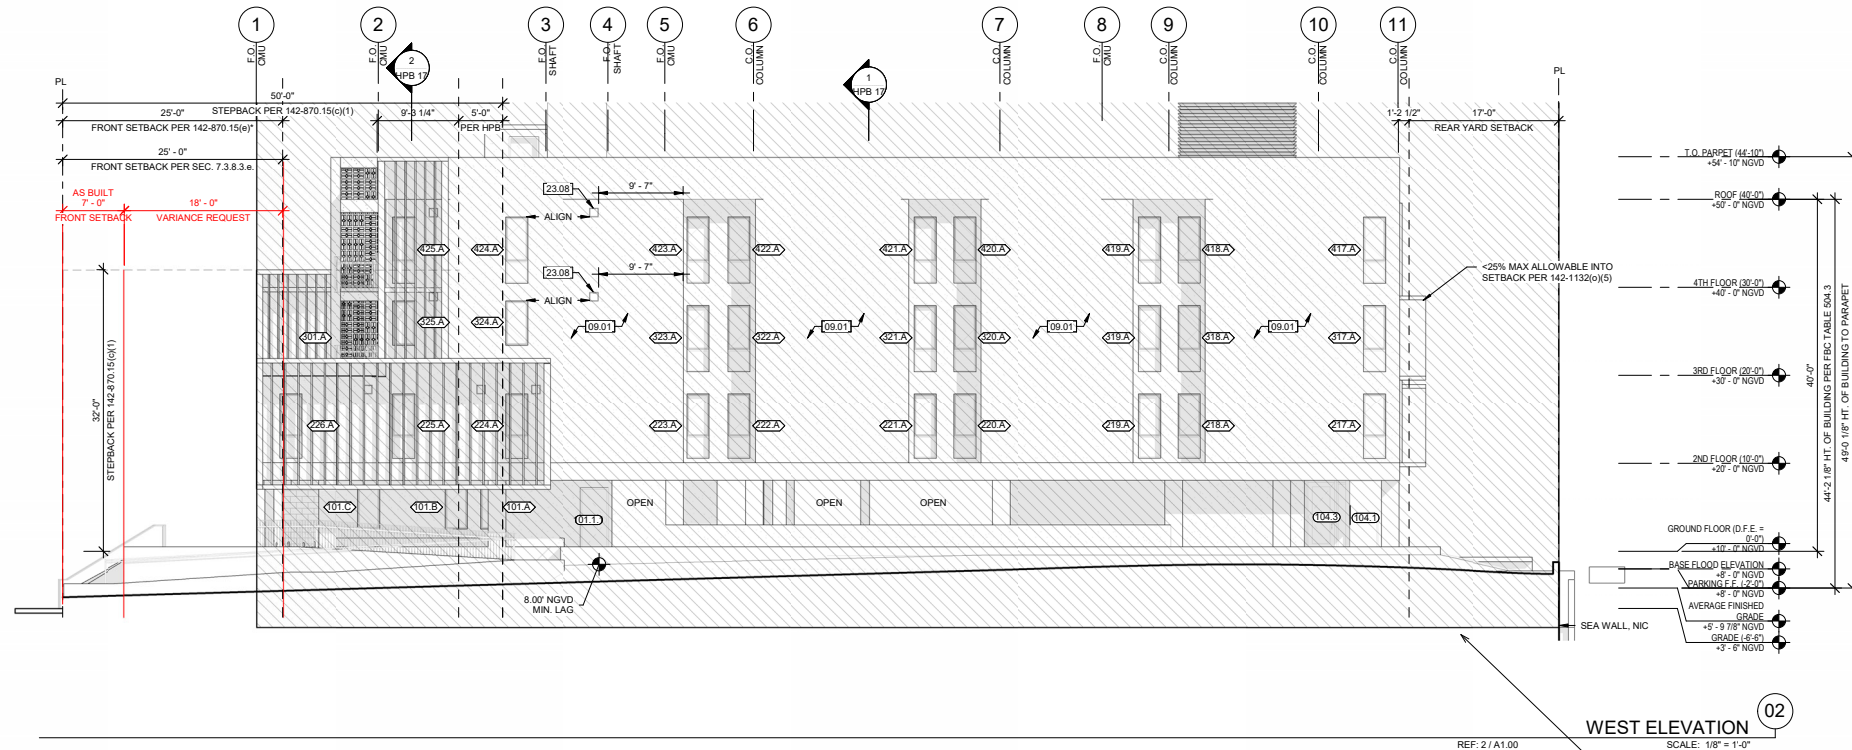 1
2
3
4
5
6
7
8
9
10
11
F.O. CMU
F.O. CMU
F.O. SHAFT
F.O. SHAFT
F.O. CMU
C.O. COLUMN
C.O. COLUMN
F.O. CMU
C.O. COLUMN
C.O. COLUMN
C.O. COLUMN
2
HPB 17
1
HPB 17
PL
PL
50'-0"
STEPBACK PER 142-870.15(c)(1)
25'-0"
9'-3 1/4"
5'-0"
1'-2 1/2"
17'-0"
FRONT SETBACK PER 142-870.15(e)"
PER HPB
REAR YARD SETBACK
25' - 0"
FRONT SETBACK PER SEC. 7.3.8.3.e.
AS BUILT
7' - 0"
18' - 0"
FRONT SETBACK
VARIANCE REQUEST
23.08
9' - 7"
ALIGN
425.A
424.A
423.A
422.A
421.A
420.A
419.A
418.A
417.A
23.08
9' - 7"
ALIGN
<25% MAX ALLOWABLE INTO
SETBACK PER 142-1132(o)(5)
301.A
325.A
324.A
09.01
09.01
09.01
09.01
323.A
322.A
321.A
320.A
319.A
318.A
317.A
32'-0"
STEPBACK PER 142-870.15(c)(1)
226.A
225.A
224.A
223.A
222.A
221.A
220.A
219.A
218.A
217.A
101.C
101.B
101.A
101.1
OPEN
OPEN
OPEN
104.3
104.1
8.00' NGVD
MIN. LAG
SEA WALL, NIC
T.O. PARPET (44'-10")
+54' - 10" NGVD
ROOF (40'-0")
+50' - 0" NGVD
4TH FLOOR (30'-0")
+40' - 0" NGVD
3RD FLOOR (20'-0")
+30' - 0" NGVD
2ND FLOOR (10'-0")
+20' - 0" NGVD
GROUND FLOOR (D.F.E. =
0'-0")
+10' - 0" NGVD
BASE FLOOD ELEVATION
+8' - 0" NGVD
PARKING F.F. (-2'-0")
+8' - 0" NGVD
AVERAGE FINISHED
GRADE
+5' - 9 7/8" NGVD
GRADE (-6'-6")
+3' - 6" NGVD
40'-0"
44'-2 1/8" HT. OF BUILDING PER FBC TABLE 504.3
49'-0 1/8" HT. OF BUILDING TO PARAPET
WEST ELEVATION
02
REF: 2 / A1.00
SCALE: 1/8" = 1'-0"